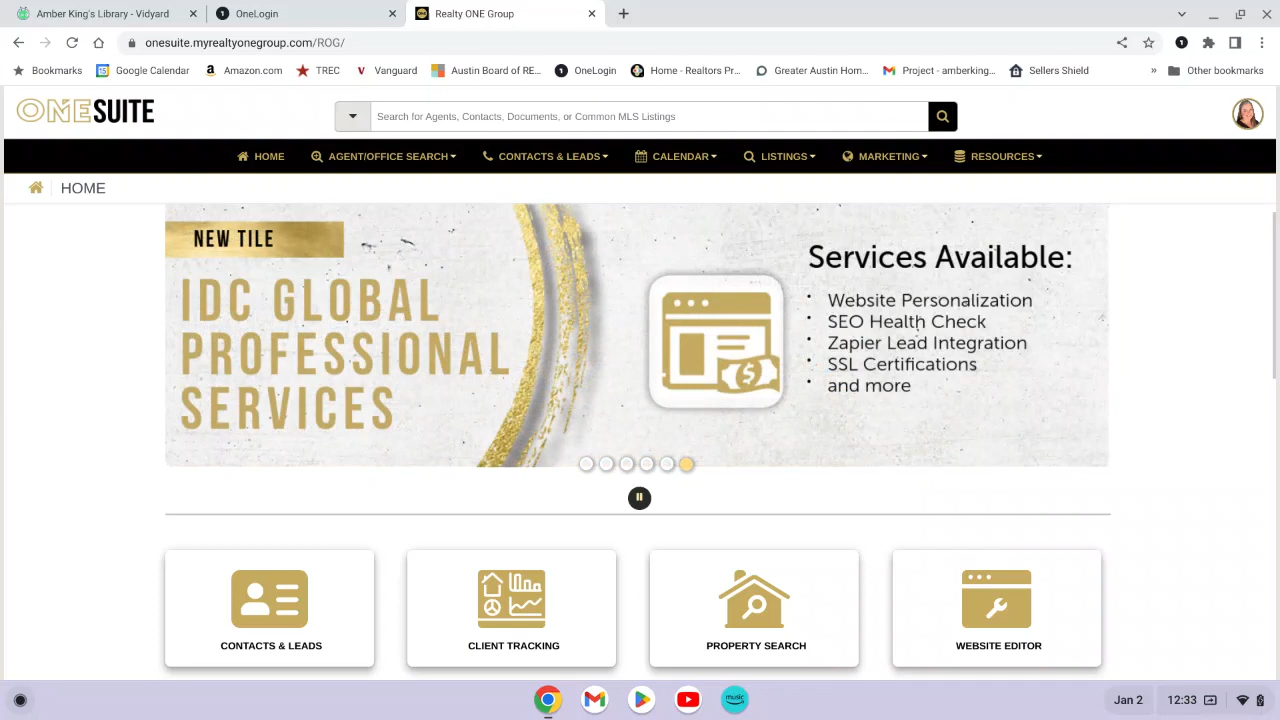 Amber King's Library - Vidyard
OneLogin
Realty ONE Group
onesuite.myrealtyonegroup.com/ROG/
Bookmarks
Google Calendar
Amazon.com
TREC
Vanguard
Austin Board of RE...
OneLogin
Home - Realtors Pr...
Greater Austin Hom...
Project - amberking...
Sellers Shield
»
Other bookmarks
ONESUITE
Search for Agents, Contacts, Documents, or Common MLS Listings
HOME
AGENT/OFFICE SEARCH
CONTACTS & LEADS
CALENDAR
LISTINGS
MARKETING
RESOURCES
HOME
NEW TILE
IDC GLOBAL
PROFESSIONAL
SERVICES
Services Available:
• Website Personalization
• SEO Health Check
• Zapier Lead Integration
• SSL Certifications
• and more
CONTACTS & LEADS
CLIENT TRACKING
PROPERTY SEARCH
WEBSITE EDITOR
music
Jan 2
12:33